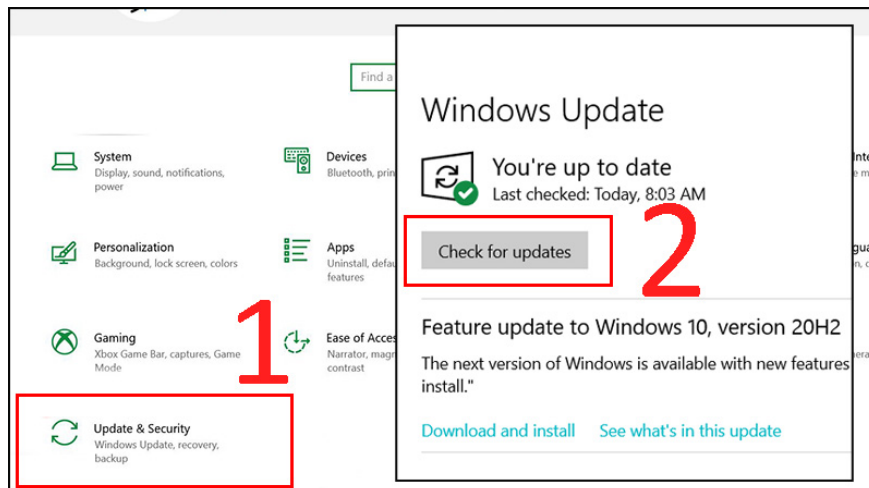 Find a
System
Display, sound, notifications,
power
Devices
Bluetooth, prin
Personalization
Background, lock screen, colors
Apps
Uninstall, defau
features
Gaming
Xbox Game Bar, captures, Game
Mode
Ease of Acces
Narrator, magn
contrast
1
Update & Security
Windows Update, recovery,
backup
Windows Update
You're up to date
Last checked: Today, 8:03 AM
Check for updates
2
Feature update to Windows 10, version 20H2
The next version of Windows is available with new features
install."
Download and install See what's in this update
Inte